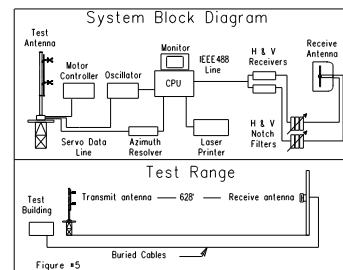 System Block Diagram
Test
Antenna
Motor
Controller
Oscillator
Monitor
CPU
IEEE488
Line
H & V
Receivers
Receive
Antenna
Servo Data
Line
Azimuth
Resolver
Laser
Printer
H & V
Notch
Filters
Test Range
Test
Building
Transmit antenna
628'
Receive antenna
Buried Cables
Figure #5